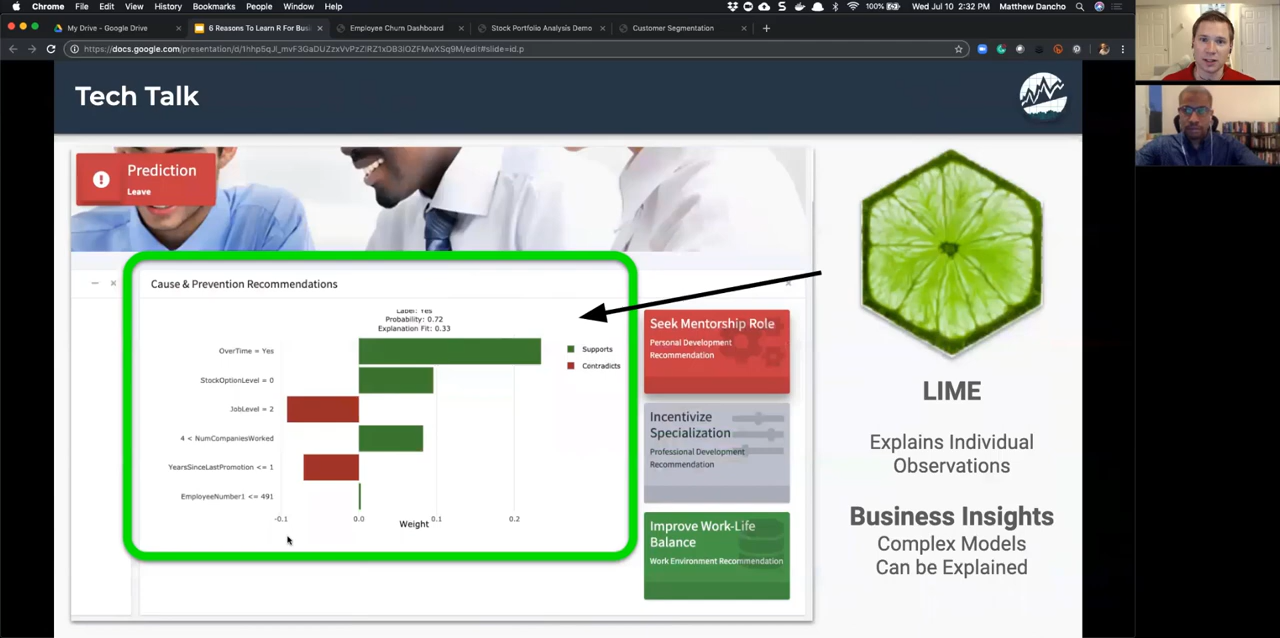 Chrome File Edit View History Bookmarks People Window Help
100% Wed Jul 10 2:32 PM Matthew Dancho
My Drive - Google Drive
6 Reasons To Learn R For Bus
Employee Churn Dashboard
Stock Portfolio Analysis Demo
Customer Segmentation
Tech Talk
Prediction
Leave
Cause & Prevention Recommendations
Label: Yes
Probability: 0.72
Explanation Fit: 0.33
OverTime = Yes
StockOptionLevel = 0
JobLevel = 2
4 < NumCompaniesWorked
YearsSinceLastPromotion <= 1
EmployeeNumber1 <= 491
-0.1 0.0 0.1 0.2
Weight
Supports
Contradicts
Seek Mentorship Role
Personal Development
Recommendation
Incentivize
Specialization
Professional Development
Recommendation
Improve Work-Life
Balance
Work Environment Recommendation
LIME
Explains Individual
Observations
Business Insights
Complex Models
Can be Explained